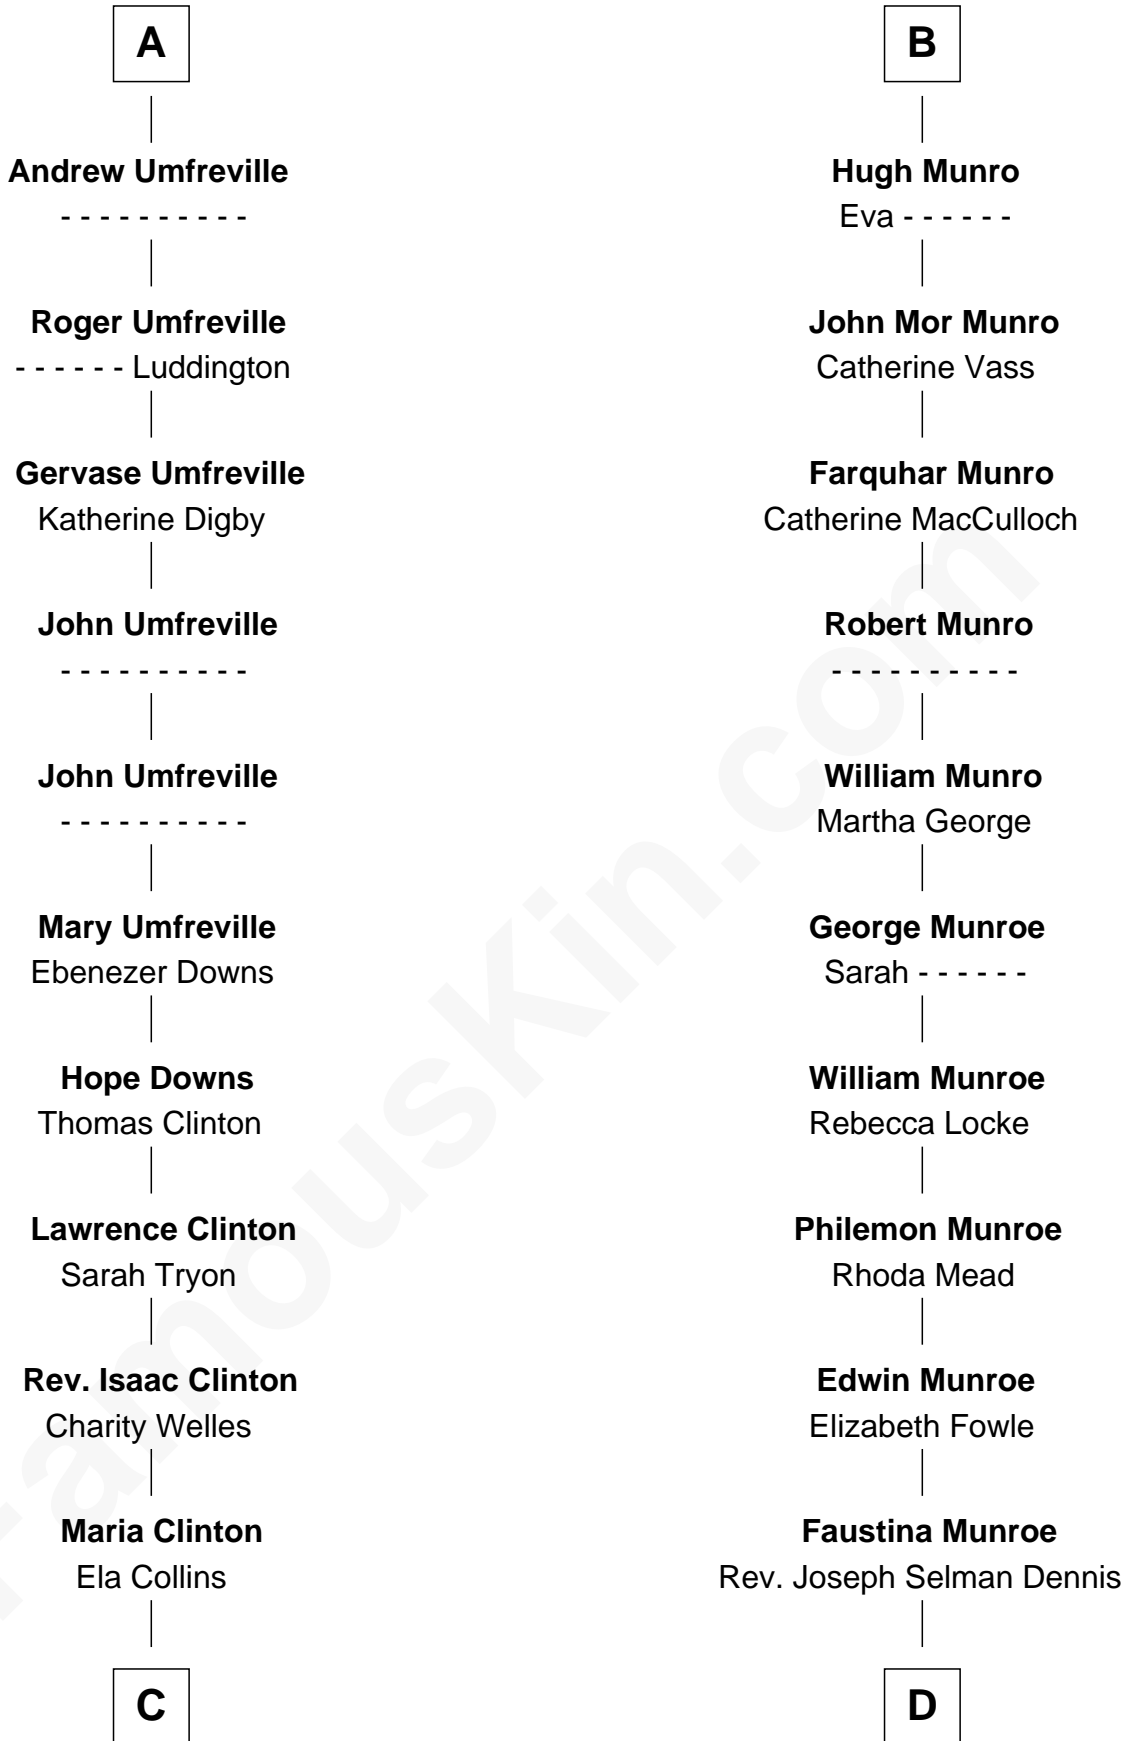 A
Andrew Umfreville
- - - - - - - - - -
Roger Umfreville
- - - - - - Luddington
Gervase Umfreville
Katherine Digby
John Umfreville
- - - - - - - - - -
John Umfreville
- - - - - - - - - -
Mary Umfreville
Ebenezer Downs
Hope Downs
Thomas Clinton
Lawrence Clinton
Sarah Tryon
Rev. Isaac Clinton
Charity Welles
Maria Clinton
Ela Collins
C
B
Hugh Munro
Eva - - - - - -
John Mor Munro
Catherine Vass
Farquhar Munro
Catherine MacCulloch
Robert Munro
- - - - - - - - - -
William Munro
Martha George
George Munroe
Sarah - - - - - -
William Munroe
Rebecca Locke
Philemon Munroe
Rhoda Mead
Edwin Munroe
Elizabeth Fowle
Faustina Munroe
Rev. Joseph Selman Dennis
D
FamousKin.com